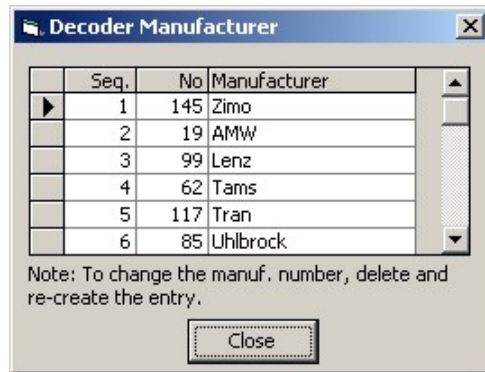 Decoder Manufacturer
Seq. No Manufacturer
1 145 Zimo
2 19 AMW
3 99 Lenz
4 62 Tams
5 117 Tran
6 85 Uhlbrock
Note: To change the manuf. number, delete and
re-create the entry.
Close